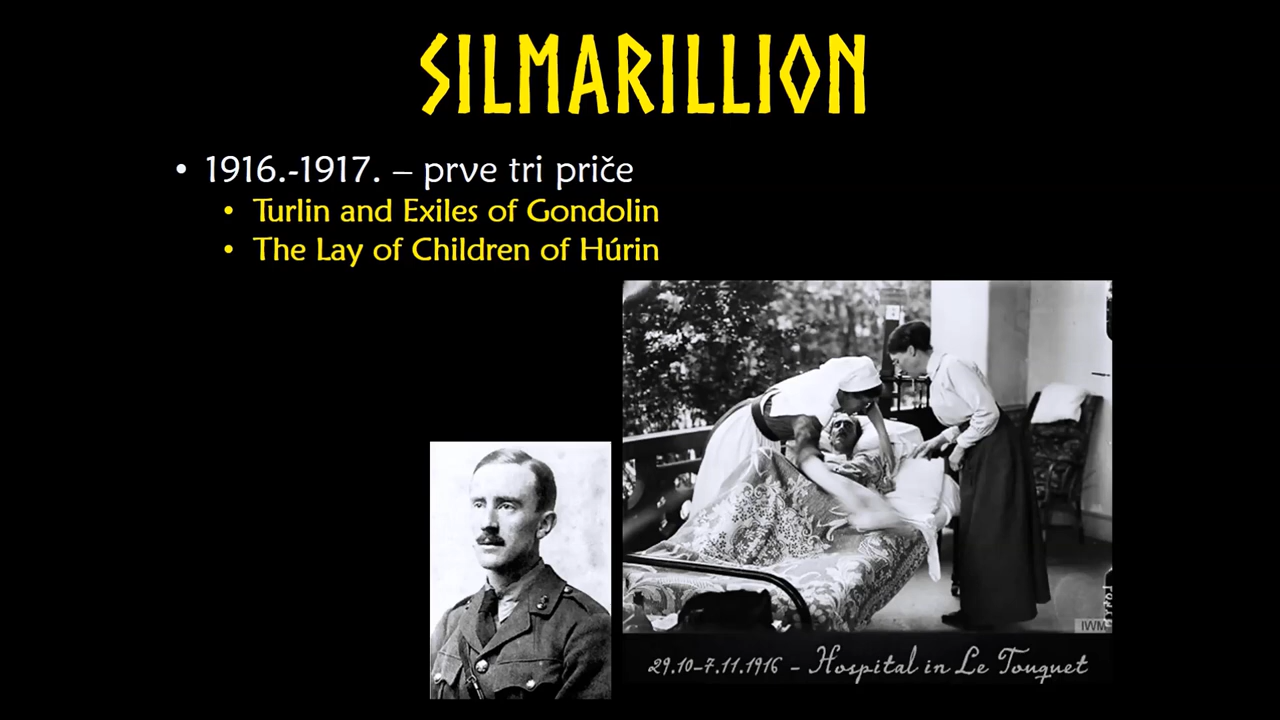 SILMARILLION
• 1916.-1917. – prve tri priče
• Turlin and Exiles of Gondolin
• The Lay of Children of Húrin
IWM
29.10-7.11.1916 - Hospital in Le Touquet